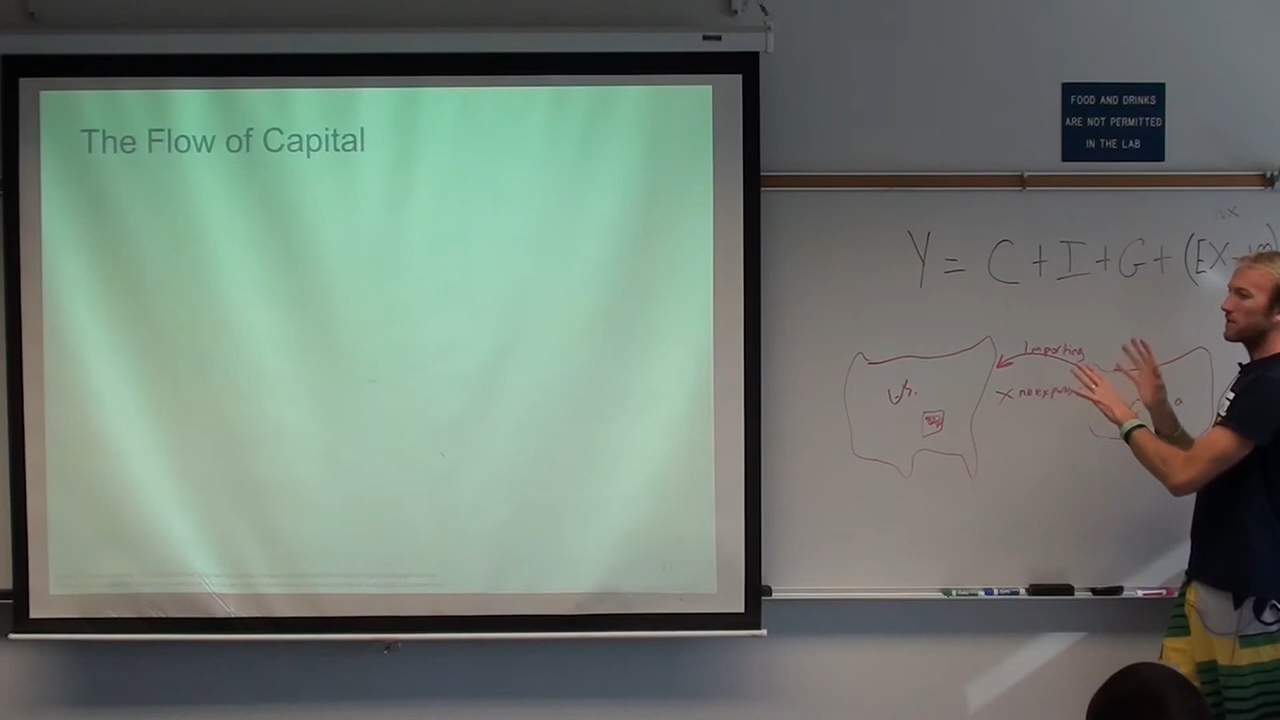 The Flow of Capital
FOOD AND DRINKS
ARE NOT PERMITTED
IN THE LAB
Y = C + I + G + (EX - m
Importing